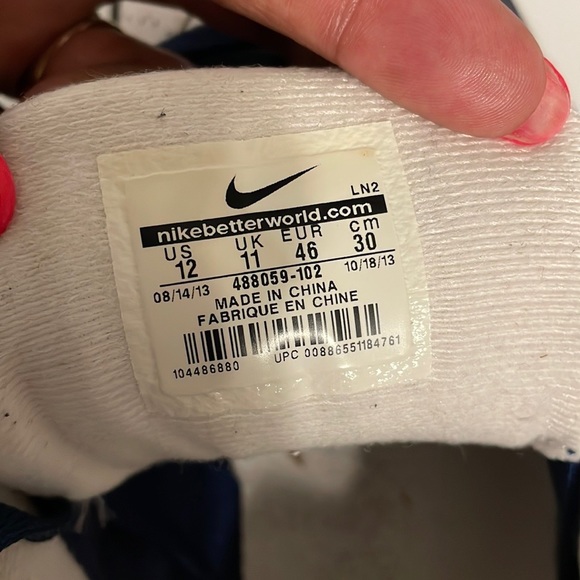 LN2
nikebetterworld.com
US UK EUR cm
12 11 46 30
08/14/13 488059-102 10/18/13
MADE IN CHINA
FABRIQUE EN CHINE
104486880 UPC 00886551184761